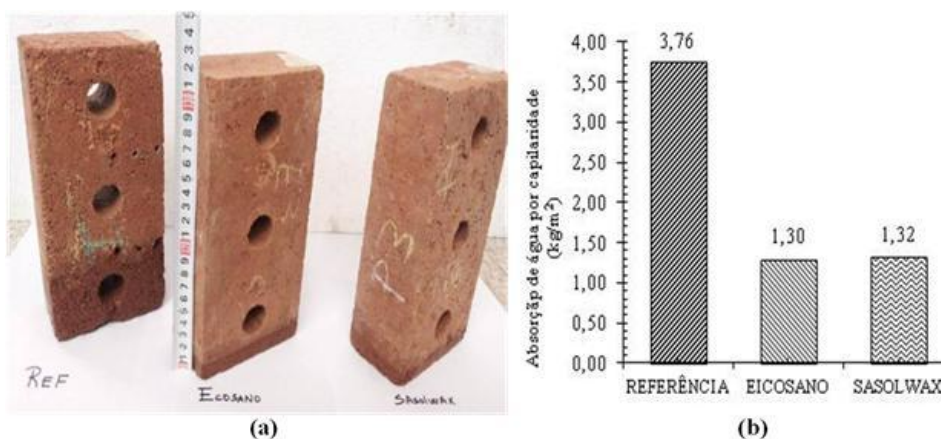 REF
ECOSANO
SASOLWAX
(a)
Absorção de água por capilaridade
(kg/m²)
4,00
3,50
3,00
2,50
2,00
1,50
1,00
0,50
0,00
3,76
1,30
1,32
REFERÊNCIA
EICOSANO
SASOLWAX
(b)